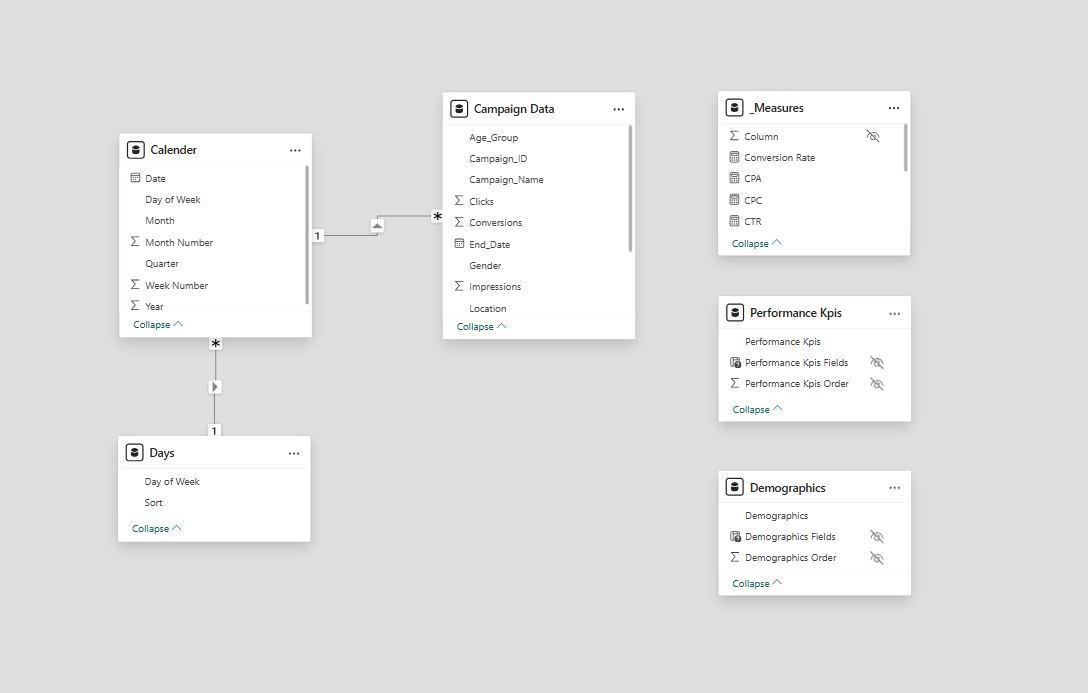 Calender
Date
Day of Week
Month
Month Number
Quarter
Week Number
Year
Collapse
1
*
*
1
Days
Day of Week
Sort
Collapse
Campaign Data
Age_Group
Campaign_ID
Campaign_Name
Clicks
Conversions
End_Date
Gender
Impressions
Location
Collapse
_Measures
Column
Conversion Rate
CPA
CPC
CTR
Collapse
Performance Kpis
Performance Kpis
Performance Kpis Fields
Performance Kpis Order
Collapse
Demographics
Demographics
Demographics Fields
Demographics Order
Collapse